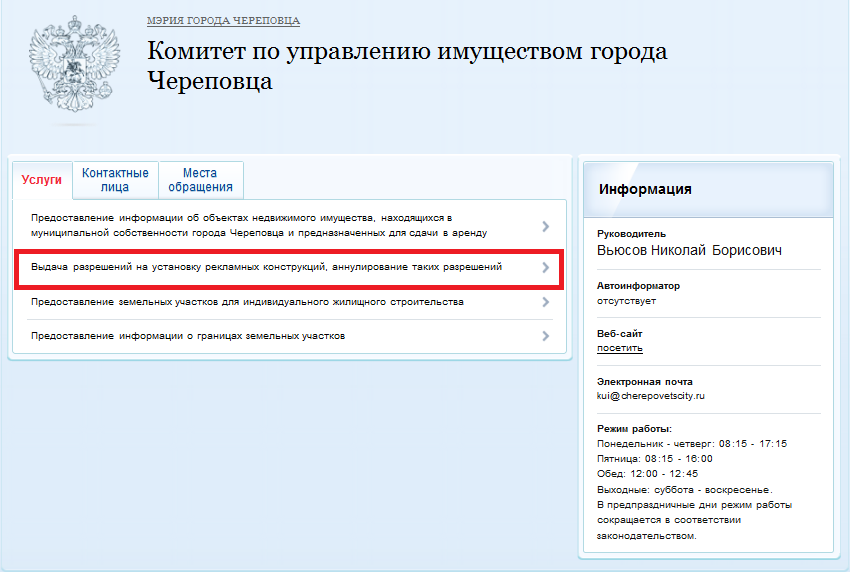 МЭРИЯ ГОРОДА ЧЕРЕПОВЦА
Комитет по управлению имуществом города
Череповца
Услуги
Контактные
лица
Места
обращения
Предоставление информации об объектах недвижимого имущества, находящихся в
муниципальной собственности города Череповца и предназначенных для сдачи в аренду
Выдача разрешений на установку рекламных конструкций, аннулирование таких разрешений
Предоставление земельных участков для индивидуального жилищного строительства
Предоставление информации о границах земельных участков
Информация
Руководитель
Вьюсов Николай Борисович
Автоинформатор
отсутствует
Веб-сайт
посетить
Электронная почта
kui@cherepovetscity.ru
Режим работы:
Понедельник - четверг: 08:15 - 17:15
Пятница: 08:15 - 16:00
Обед: 12:00 - 12:45
Выходные: суббота - воскресенье.
В предпраздничные дни режим работы
сокращается в соответствии
законодательством.